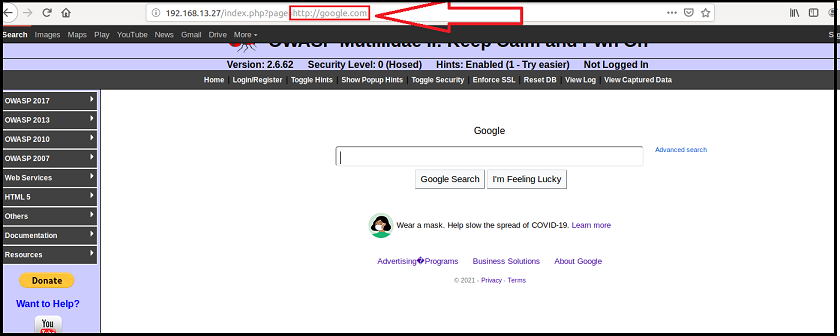 192.168.13.27/index.php?page=http://google.com
Search Images Maps Play YouTube News Gmail Drive More
OWASP Mutillidae II: Keep Calm and Pwn On
Version: 2.6.62 Security Level: 0 (Hosed) Hints: Enabled (1 - Try easier) Not Logged In
Home | Login/Register | Toggle Hints | Show Popup Hints | Toggle Security | Enforce SSL | Reset DB | View Log | View Captured Data
OWASP 2017
OWASP 2013
OWASP 2010
OWASP 2007
Web Services
HTML 5
Others
Documentation
Resources
Donate
Want to Help?
You
Google
Advanced search
Google Search I'm Feeling Lucky
Wear a mask. Help slow the spread of COVID-19. Learn more
Advertising�Programs Business Solutions About Google
© 2021 - Privacy - Terms